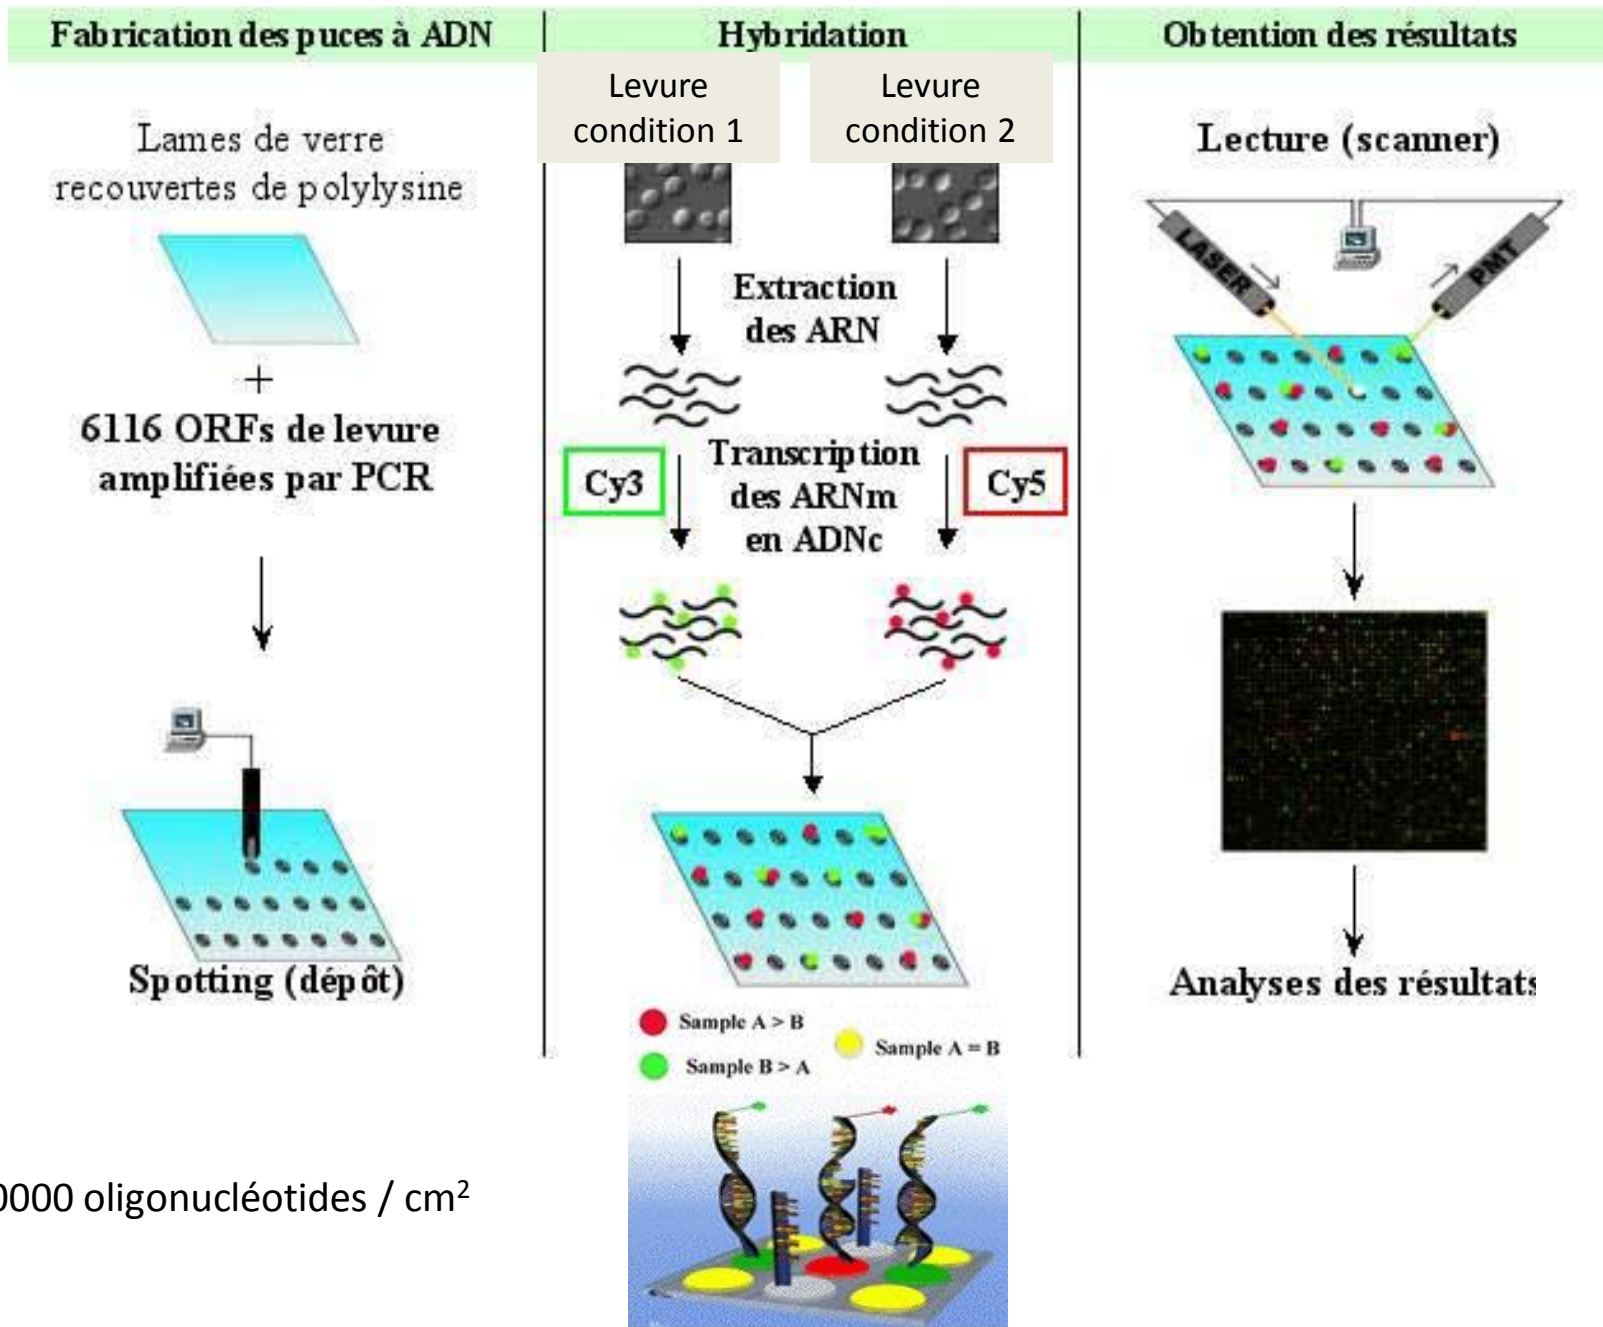 Fabrication des puces à ADN
Lames de verre
recouvertes de polylysine
+
6116 ORFs de levure
amplifiées par PCR
Spotting (dépôt)
0000 oligonucléotides / cm²
Hybridation
Levure
condition 1
Levure
condition 2
Extraction
des ARN
Cy3
Transcription
des ARNm
en ADNc
Cy5
Sample A > B
Sample B > A
Sample A = B
Obtention des résultats
Lecture (scanner)
LASER
PMT
Analyses des résultats